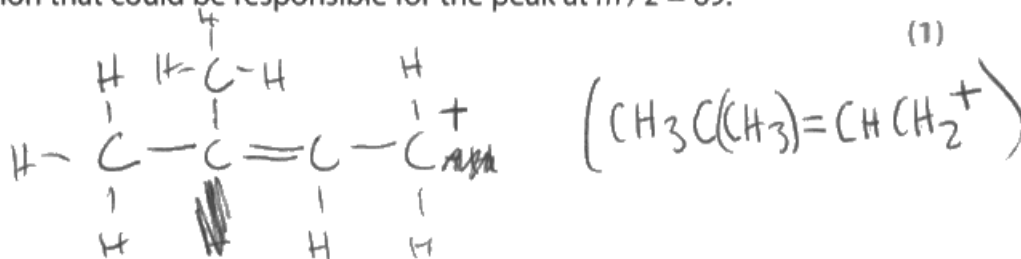 ion that could be responsible for the peak at m / z = 69.
(1)
H
H H-C-H H
H-C-C=C-C+
H H H
(CH3C(CH3)=CHCH2+)